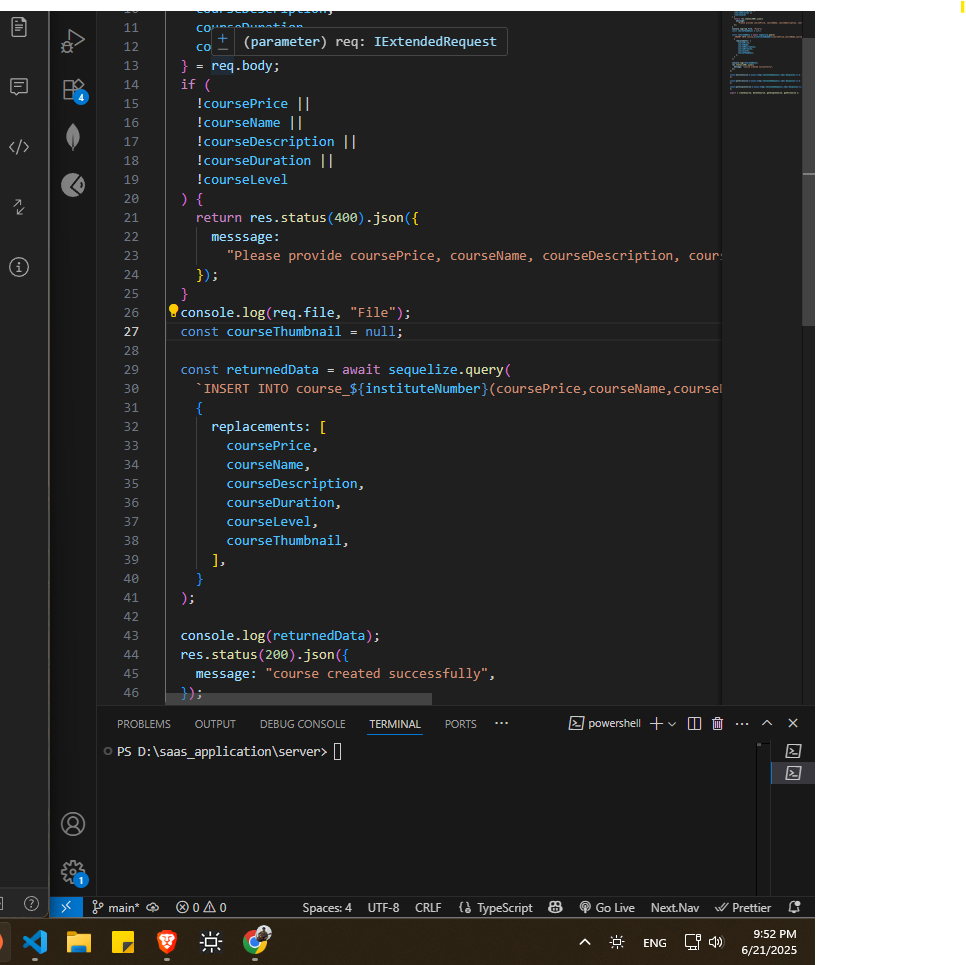 11 courseDuration,
12
(parameter) req: IExtendedRequest
13 } = req.body;
14 if (
15 !coursePrice ||
16 !courseName ||
17 !courseDescription ||
18 !courseDuration ||
19 !courseLevel
20 ) {
21 return res.status(400).json({
22 messsage:
23 "Please provide coursePrice, courseName, courseDescription, cours
24 });
25 }
26 console.log(req.file, "File");
27 const courseThumbnail = null;
28
29 const returnedData = await sequelize.query(
30 `INSERT INTO course_${instituteNumber}(coursePrice,courseName,course
31 {
32 replacements: [
33 coursePrice,
34 courseName,
35 courseDescription,
36 courseDuration,
37 courseLevel,
38 courseThumbnail,
39 ],
40 }
41 );
42
43 console.log(returnedData);
44 res.status(200).json({
45 message: "course created successfully",
46 });
PROBLEMS OUTPUT DEBUG CONSOLE TERMINAL PORTS ··· powershell
PS D:\saas_application\server>
4
1
main* 0 0 Spaces: 4 UTF-8 CRLF {} TypeScript Go Live Next.Nav Prettier
ENG
9:52 PM
6/21/2025